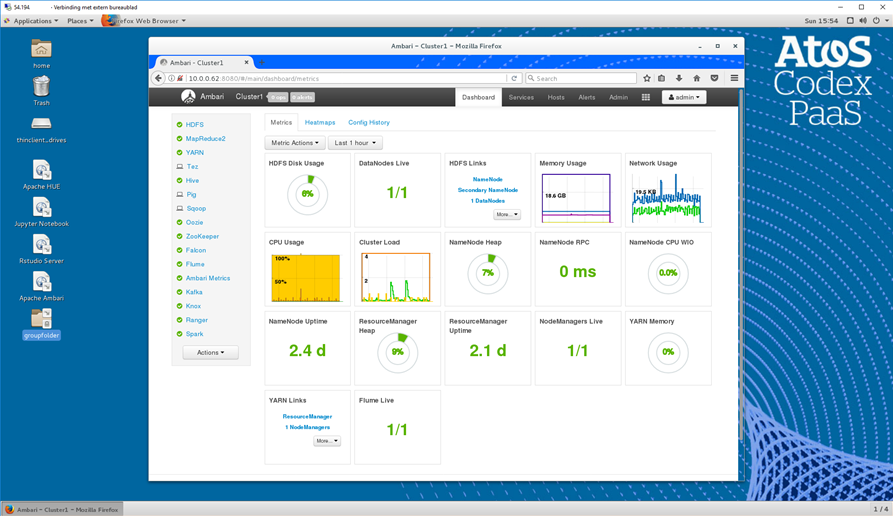 54.194
- Verbinding met extern bureaublad
Applications Places
Firefox Web Browser
Sun 15:54
home
Trash
thinclient_drives
Apache HUE
Jupyter Notebook
Rstudio Server
Apache Ambari
groupfolder
Atos
Codex
PaaS
Ambari - Cluster1 - Mozilla Firefox
Ambari - Cluster1
10.0.0.62:8080/#/main/dashboard/metrics
Search
Ambari Cluster1 0 ops 0 alerts
Dashboard Services Hosts Alerts Admin admin
HDFS
MapReduce2
YARN
Tez
Hive
Pig
Sqoop
Oozie
ZooKeeper
Falcon
Flume
Ambari Metrics
Kafka
Knox
Ranger
Spark
Actions
Metrics Heatmaps Config History
Metric Actions Last 1 hour
HDFS Disk Usage
6%
DataNodes Live
1/1
HDFS Links
NameNode
Secondary NameNode
1 DataNodes
More...
Memory Usage
18.6 GB
Network Usage
19.5 KB
CPU Usage
100%
50%
Cluster Load
4
2
NameNode Heap
7%
NameNode RPC
0 ms
NameNode CPU WIO
0.0%
NameNode Uptime
2.4 d
ResourceManager
Heap
9%
ResourceManager
Uptime
2.1 d
NodeManagers Live
1/1
YARN Memory
0%
YARN Links
ResourceManager
1 NodeManagers
More...
Flume Live
1/1
Ambari - Cluster1 - Mozilla Firefox
1 / 4